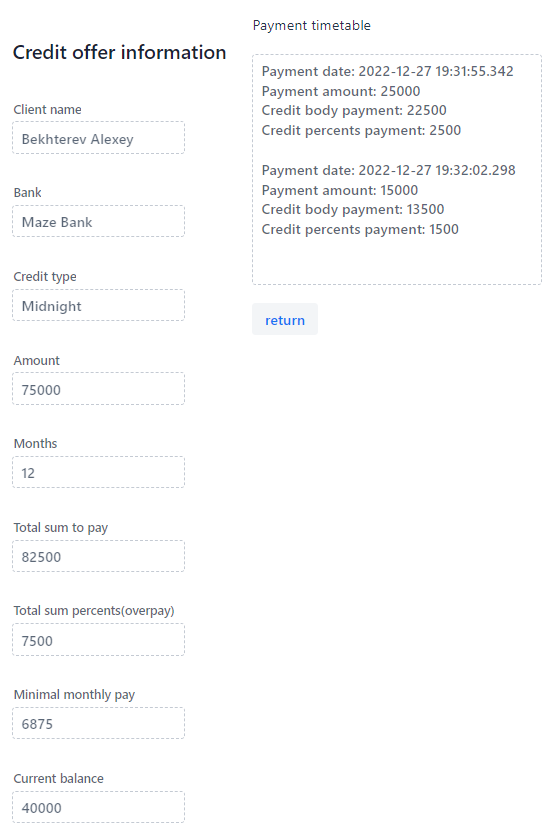 Credit offer information
Client name
Bekhterev Alexey
Bank
Maze Bank
Credit type
Midnight
Amount
75000
Months
12
Total sum to pay
82500
Total sum percents(overpay)
7500
Minimal monthly pay
6875
Current balance
40000
Payment timetable
Payment date: 2022-12-27 19:31:55.342
Payment amount: 25000
Credit body payment: 22500
Credit percents payment: 2500
Payment date: 2022-12-27 19:32:02.298
Payment amount: 15000
Credit body payment: 13500
Credit percents payment: 1500
return